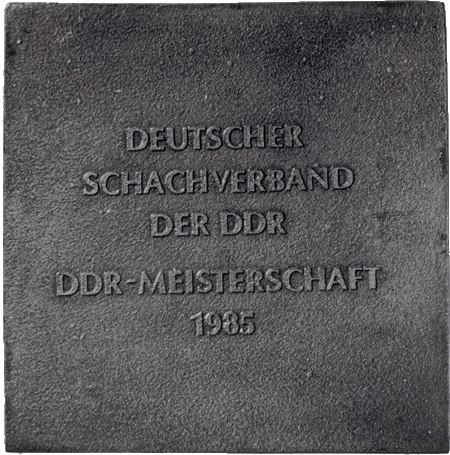 DEUTSCHER
SCHACHVERBAND
DER DDR
DDR-MEISTERSCHAFT
1985